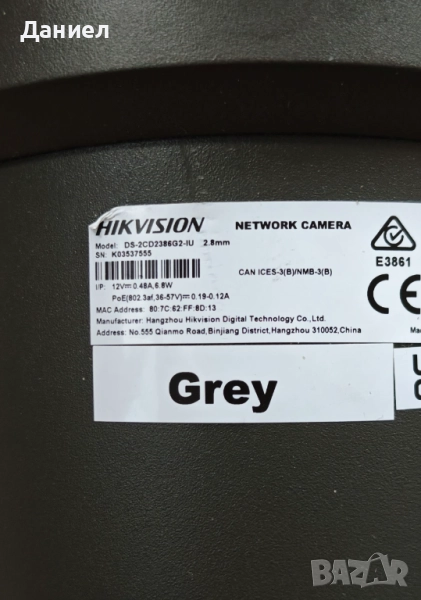 Даниел
HIKVISION NETWORK CAMERA
Model: DS-2CD2386G2-IU 2.8mm
SN: K03537555
E3861
CAN ICES-3(B)/NMB-3(B)
I/P: 12V⎓0.48A,6.8W
PoE(802.3af,36-57V)⎓0.19-0.12A
MAC Address: 80:7C:62:FF:8D:13
Manufacturer: Hangzhou Hikvision Digital Technology Co.,Ltd.
Address: No.555 Qianmo Road,Binjiang District,Hangzhou 310052,China
CE
Grey
BAZAR